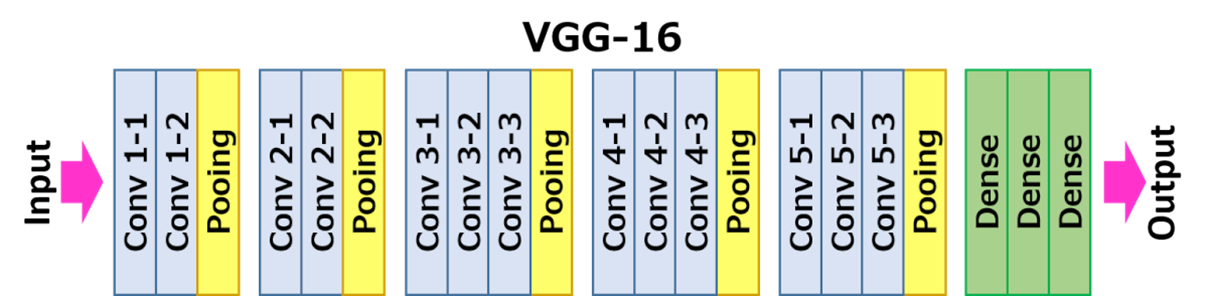 VGG-16
Input
Conv 1-1
Conv 1-2
Pooing
Conv 2-1
Conv 2-2
Pooing
Conv 3-1
Conv 3-2
Conv 3-3
Pooing
Conv 4-1
Conv 4-2
Conv 4-3
Pooing
Conv 5-1
Conv 5-2
Conv 5-3
Pooing
Dense
Dense
Dense
Output